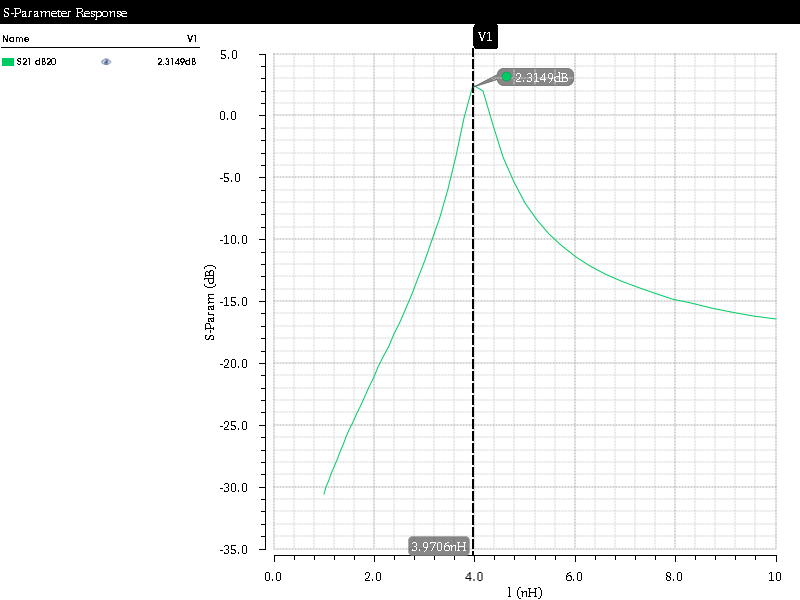 S-Parameter Response
Name V1
S21 dB20 2.3149dB
V1
2.3149dB
5.0
0.0
-5.0
-10.0
-15.0
-20.0
-25.0
-30.0
-35.0
S-Param (dB)
3.9706nH
0.0 2.0 4.0 6.0 8.0 10
l (nH)